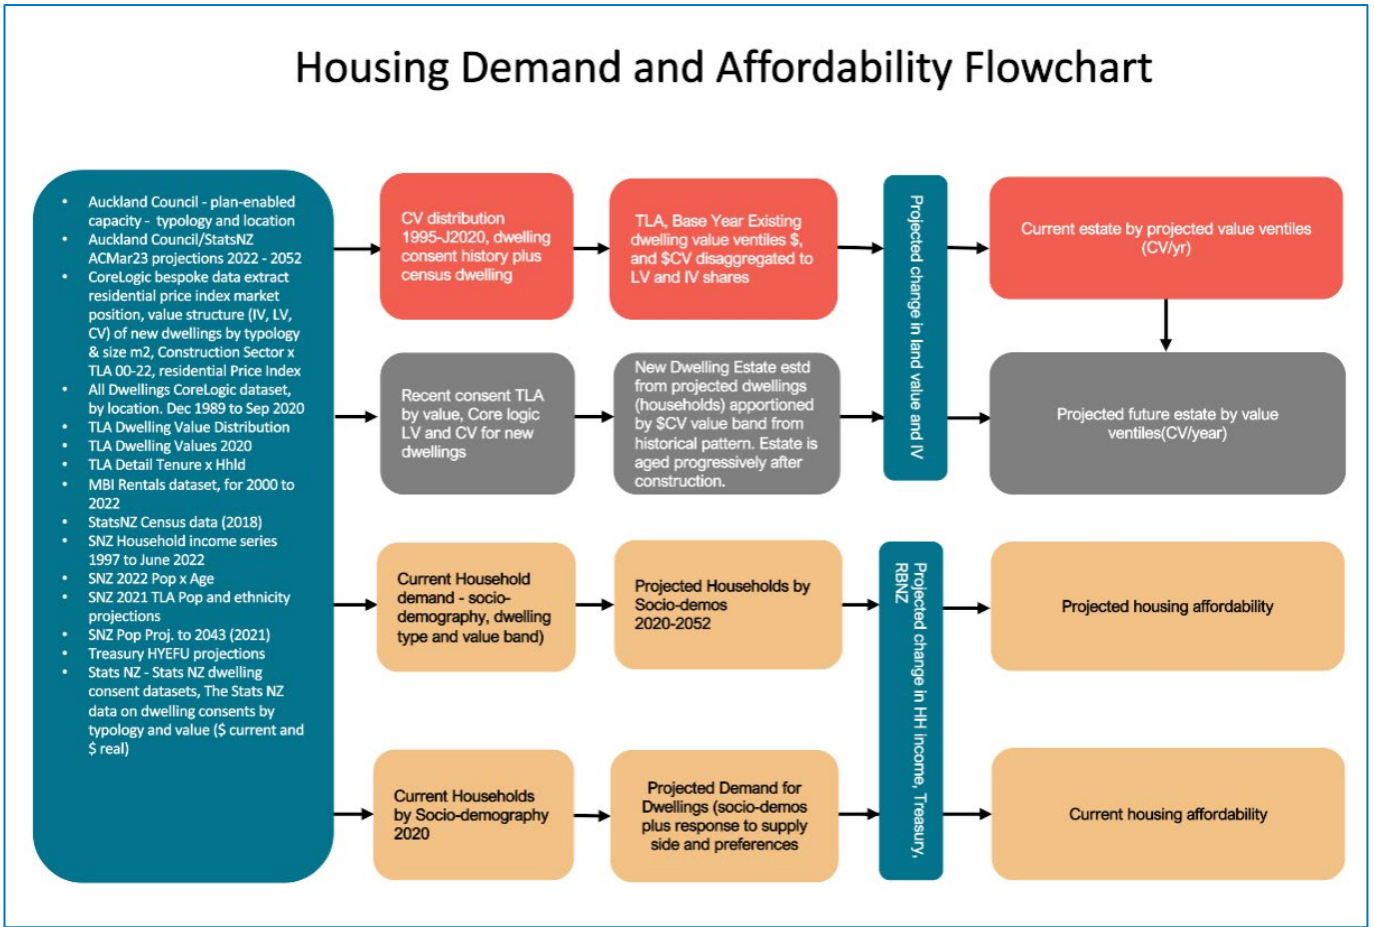 Housing Demand and Affordability Flowchart
• Auckland Council - plan-enabled
capacity - typology and location
• Auckland Council/StatsNZ
ACMar23 projections 2022 - 2052
• CoreLogic bespoke data extract
residential price index market
position, value structure (IV, LV,
CV) of new dwellings by typology
& size m2, Construction Sector x
TLA 00-22, residential Price Index
• All Dwellings CoreLogic dataset,
by location. Dec 1989 to Sep 2020
• TLA Dwelling Value Distribution
• TLA Dwelling Values 2020
• TLA Detail Tenure x Hhld
• MBI Rentals dataset, for 2000 to
2022
• StatsNZ Census data (2018)
• SNZ Household income series
1997 to June 2022
• SNZ 2022 Pop x Age
• SNZ 2021 TLA Pop and ethnicity
projections
• SNZ Pop Proj. to 2043 (2021)
• Treasury HYEFU projections
• Stats NZ - Stats NZ dwelling
consent datasets, The Stats NZ
data on dwelling consents by
typology and value ($ current and
$ real)
CV distribution
1995-J2020, dwelling
consent history plus
census dwelling
TLA, Base Year Existing
dwelling value ventiles $,
and $CV disaggregated to
LV and IV shares
Projected change in land value and IV
Current estate by projected value ventiles
(CV/yr)
Recent consent TLA
by value, Core logic
LV and CV for new
dwellings
New Dwelling Estate estd
from projected dwellings
(households) apportioned
by $CV value band from
historical pattern. Estate is
aged progressively after
construction.
Projected future estate by value
ventiles(CV/year)
Current Household
demand - socio-
demography, dwelling
type and value band)
Projected Households by
Socio-demos
2020-2052
Projected change in HH income, Treasury,
RBNZ
Projected housing affordability
Current Households
by Socio-demography
2020
Projected Demand for
Dwellings (socio-demos
plus response to supply
side and preferences
Current housing affordability